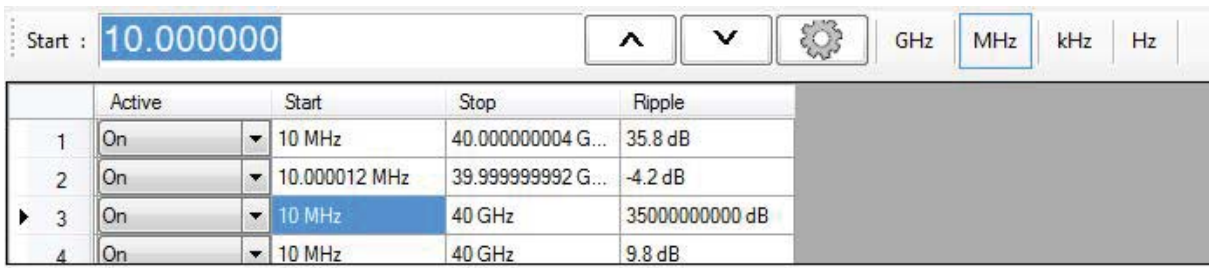 Start : 10.000000 GHz MHz kHz Hz
Active Start Stop Ripple
1 On 10 MHz 40.000000004 G... 35.8 dB
2 On 10.000012 MHz 39.999999992 G... -4.2 dB
3 On 10 MHz 40 GHz 35000000000 dB
4 On 10 MHz 40 GHz 9.8 dB